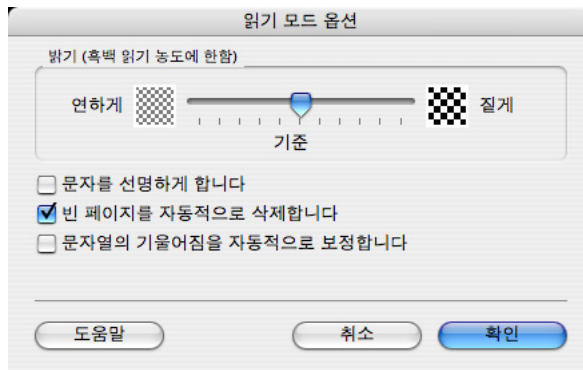 읽기 모드 옵션
밝기 (흑백 읽기 농도에 한함)
연하게 질게
기준
문자를 선명하게 합니다
빈 페이지를 자동적으로 삭제합니다
문자열의 기울어짐을 자동적으로 보정합니다
도움말 취소 확인